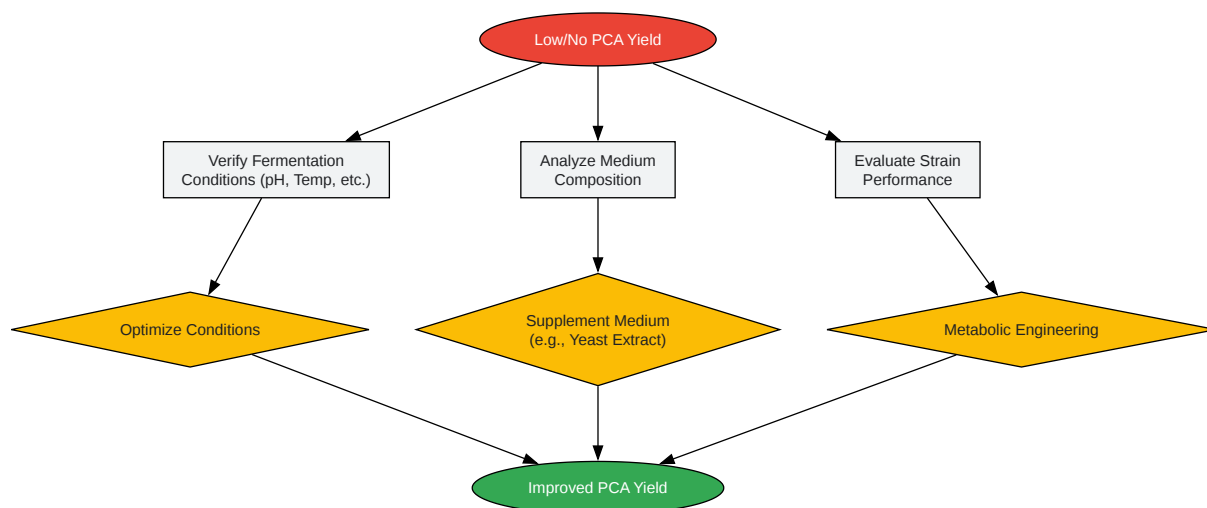 Low/No PCA Yield
Verify Fermentation
Conditions (pH, Temp, etc.)
Analyze Medium
Composition
Evaluate Strain
Performance
Optimize Conditions
Supplement Medium
(e.g., Yeast Extract)
Metabolic Engineering
Improved PCA Yield